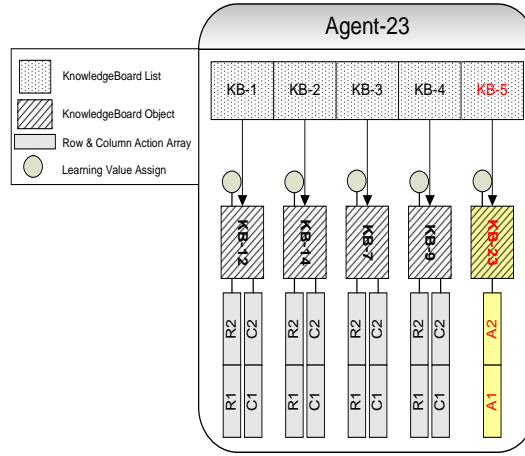 Agent-23
KnowledgeBoard List
KnowledgeBoard Object
Row & Column Action Array
Learning Value Assign
KB-1 KB-2 KB-3 KB-4 KB-5
KB-12 KB-14 KB-7 KB-9 KB-23
R2 C2 R2 C2 R2 C2 R2 C2 A2
R1 C1 R1 C1 R1 C1 R1 C1 A1